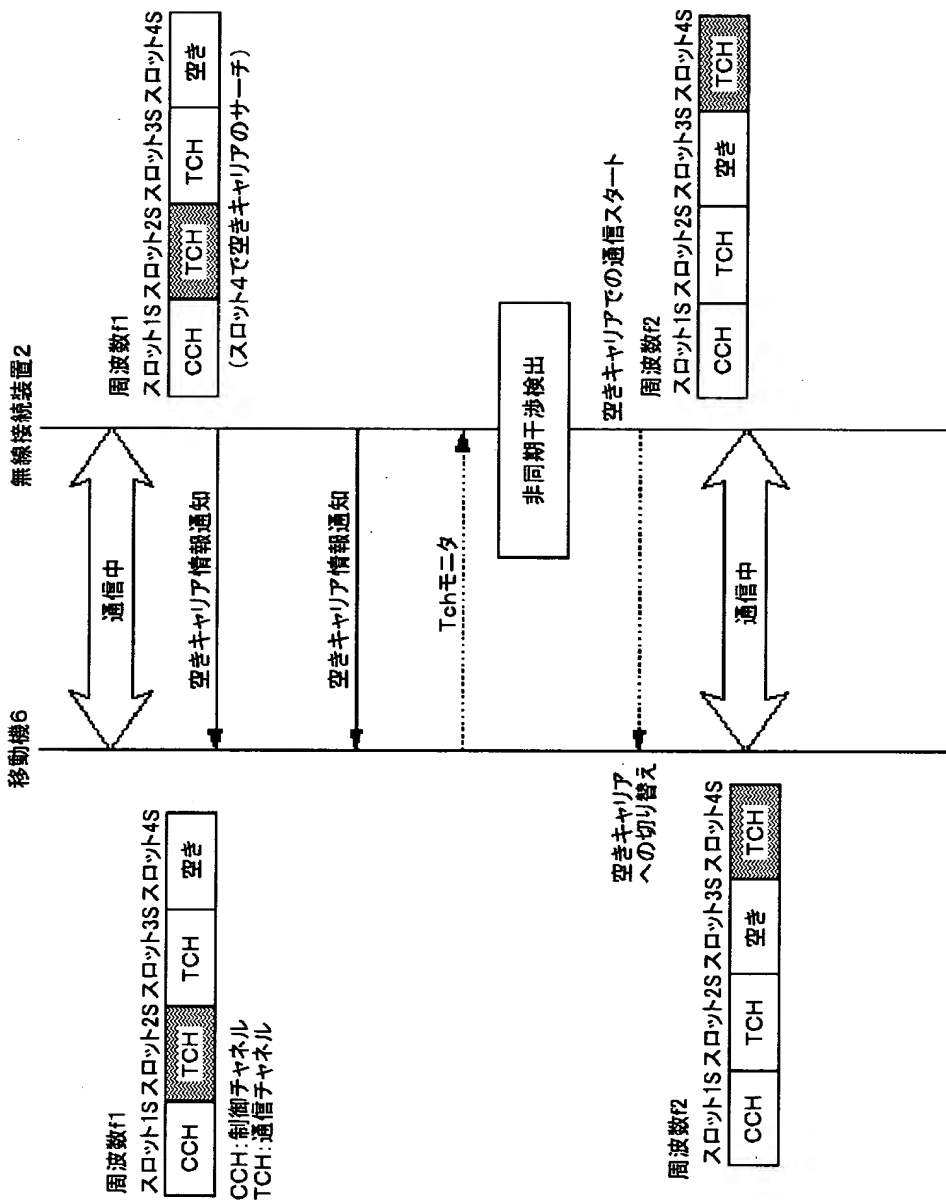 移動機6
無線接続装置2
周波数f1
スロット1S スロット2S スロット3S スロット4S
CCH TCH TCH 空き
CCH:制御チャネル
TCH:通信チャネル
通信中
周波数f1
スロット1S スロット2S スロット3S スロット4S
CCH TCH TCH 空き
(スロット4で空きキャリアのサーチ)
空きキャリア情報通知
空きキャリア情報通知
Tchモニタ
非同期干渉検出
空きキャリア
への切り替え
空きキャリアでの通信スタート
周波数f2
スロット1S スロット2S スロット3S スロット4S
CCH TCH 空き TCH
通信中
周波数f2
スロット1S スロット2S スロット3S スロット4S
CCH TCH 空き TCH